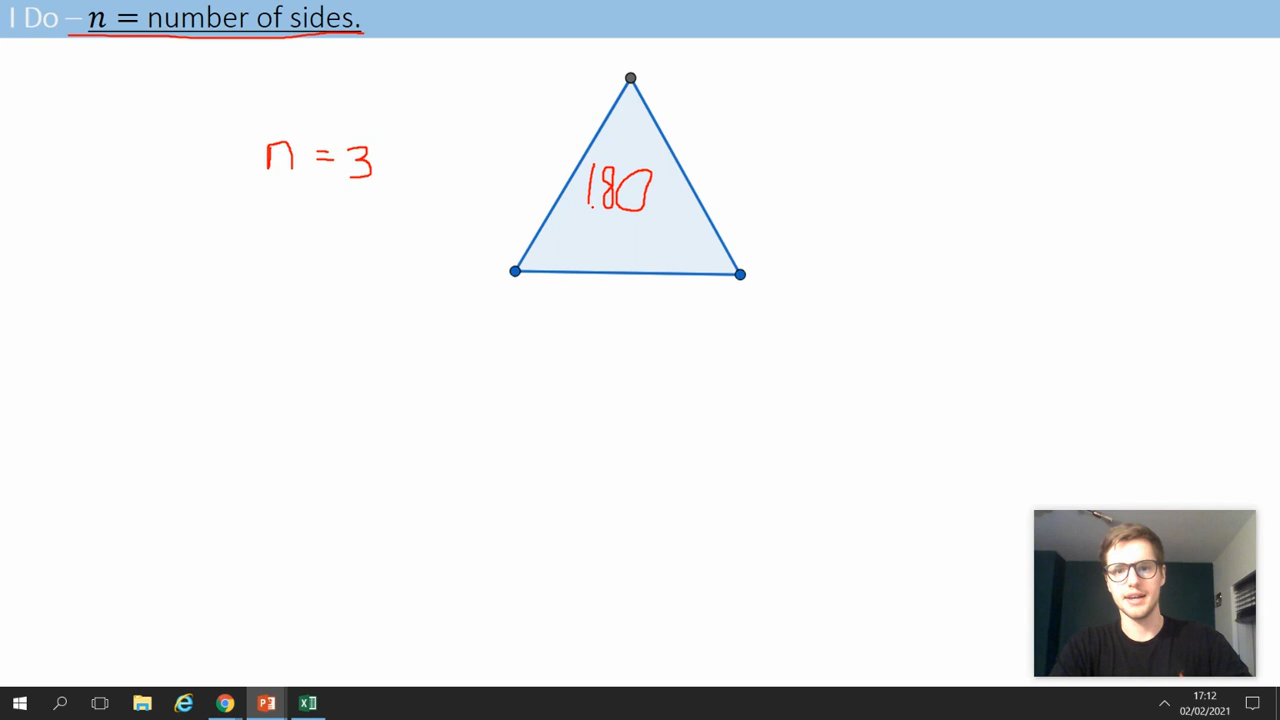 I Do – n = number of sides.
n = 3
180
17:12
02/02/2021